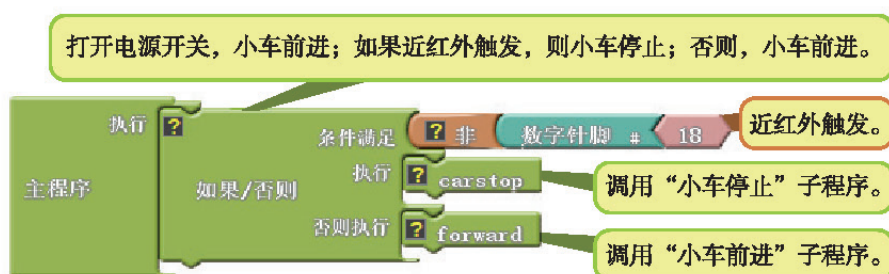 打开电源开关，小车前进；如果近红外触发，则小车停止；否则，小车前进。
执行
条件满足 非 数字针脚 # 18 近红外触发。
主程序 如果/否则 执行 carstop 调用“小车停止”子程序。
否则执行 forward 调用“小车前进”子程序。